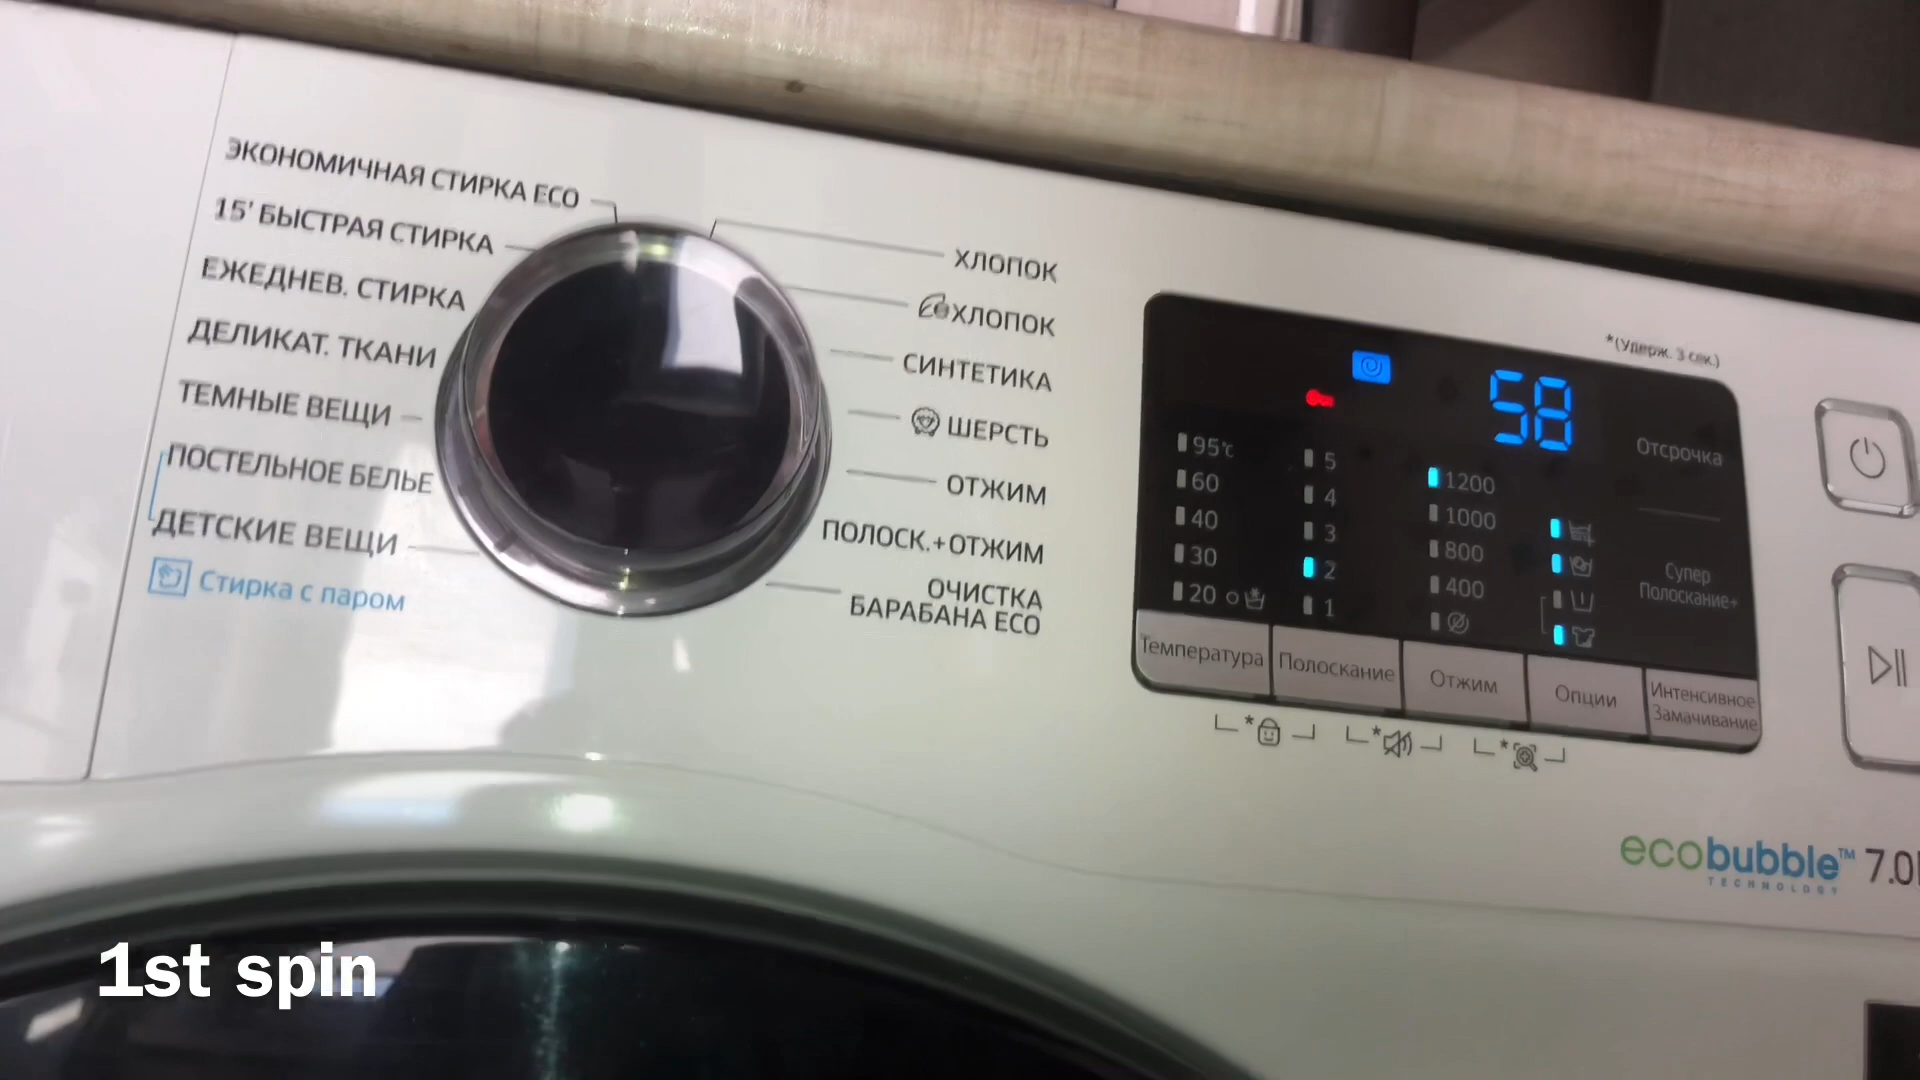 ЭКОНОМИЧНАЯ СТИРКА ECO
15' БЫСТРАЯ СТИРКА
ЕЖЕДНЕВ. СТИРКА
ДЕЛИКАТ. ТКАНИ
ТЕМНЫЕ ВЕЩИ
ПОСТЕЛЬНОЕ БЕЛЬЕ
ДЕТСКИЕ ВЕЩИ
Стирка с паром
ХЛОПОК
ХЛОПОК
СИНТЕТИКА
ШЕРСТЬ
ОТЖИМ
ПОЛОСК.+ОТЖИМ
ОЧИСТКА
БАРАБАНА ECO
*(Удерж. 3 сек.)
58
95℃
60
40
30
20
5
4
3
2
1
1200
1000
800
400
Отсрочка
Супер
Полоскание+
Температура
Полоскание
Отжим
Опции
Интенсивное
Замачивание
*
*
*
ecobubble™ 7.0
TECHNOLOGY
1st spin